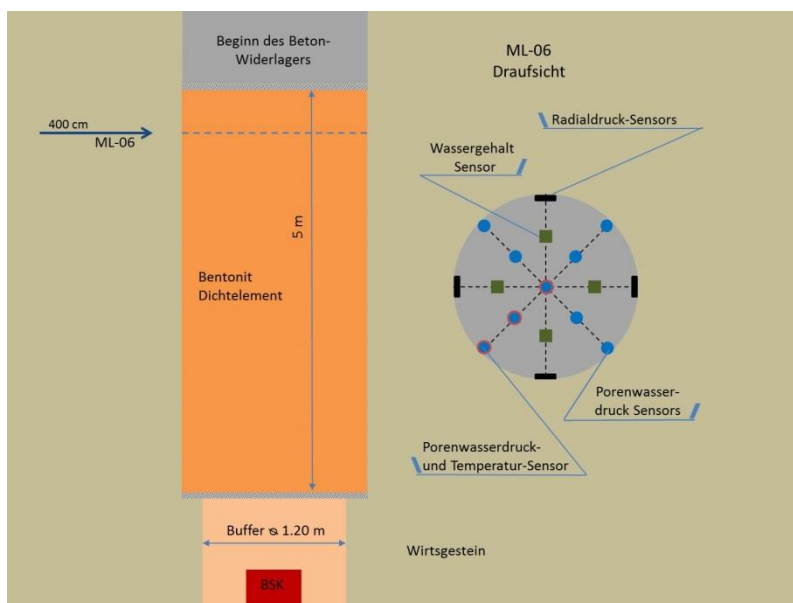 Beginn des Beton-
Widerlagers
400 cm
ML-06
5 m
Bentonit
Dichtelement
Buffer ⦰ 1.20 m
BSK
ML-06
Draufsicht
Radialdruck-Sensors
Wassergehalt
Sensor
Porenwasser-
druck Sensors
Porenwasserdruck-
und Temperatur-Sensor
Wirtsgestein